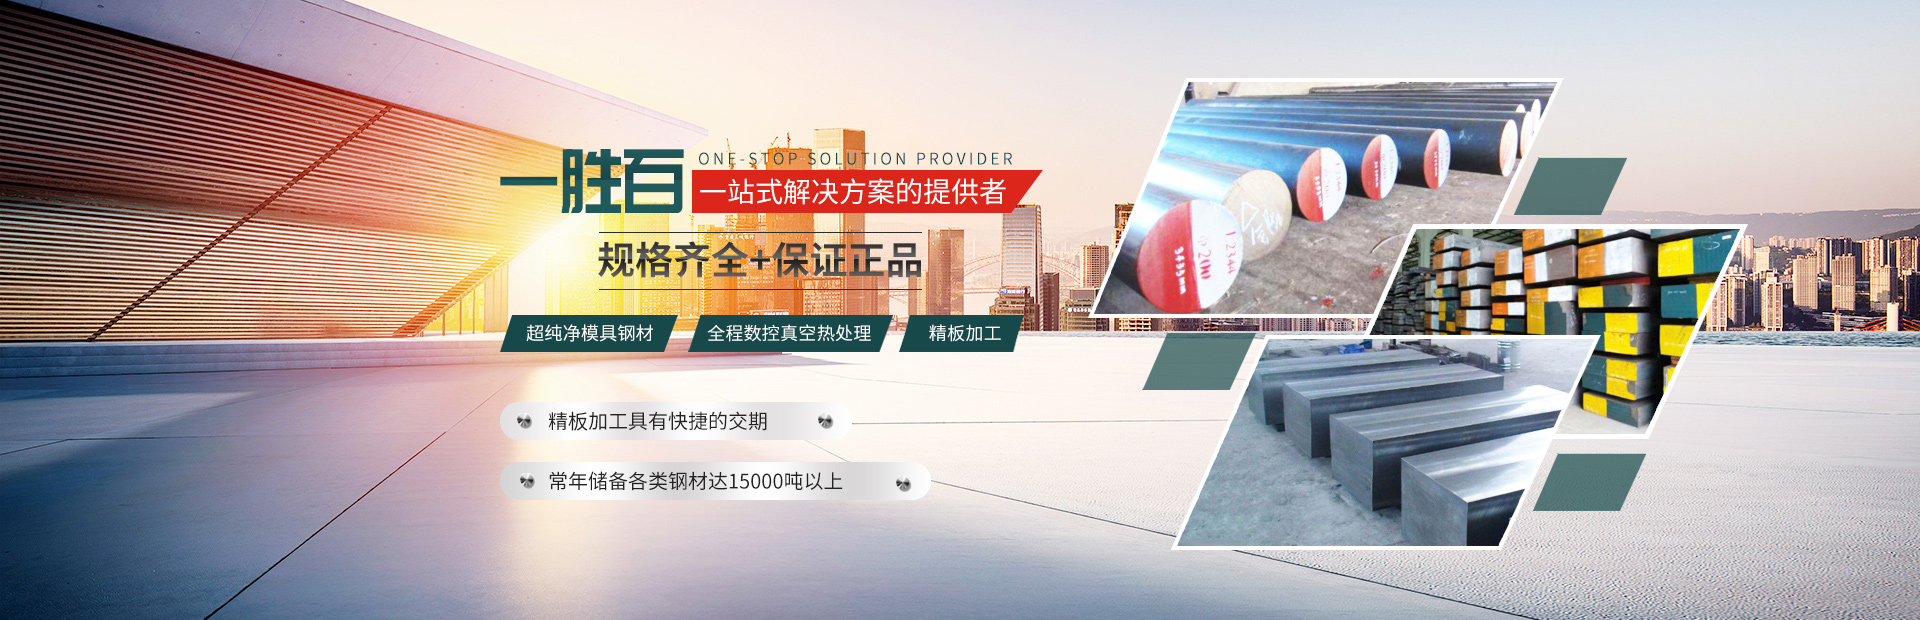 一胜百
ONE-STOP SOLUTION PROVIDER
一站式解决方案的提供者
规格齐全+保证正品
超纯净模具钢材
全程数控真空热处理
精板加工
精板加工具有快捷的交期
常年储备各类钢材达15000吨以上
12344
200